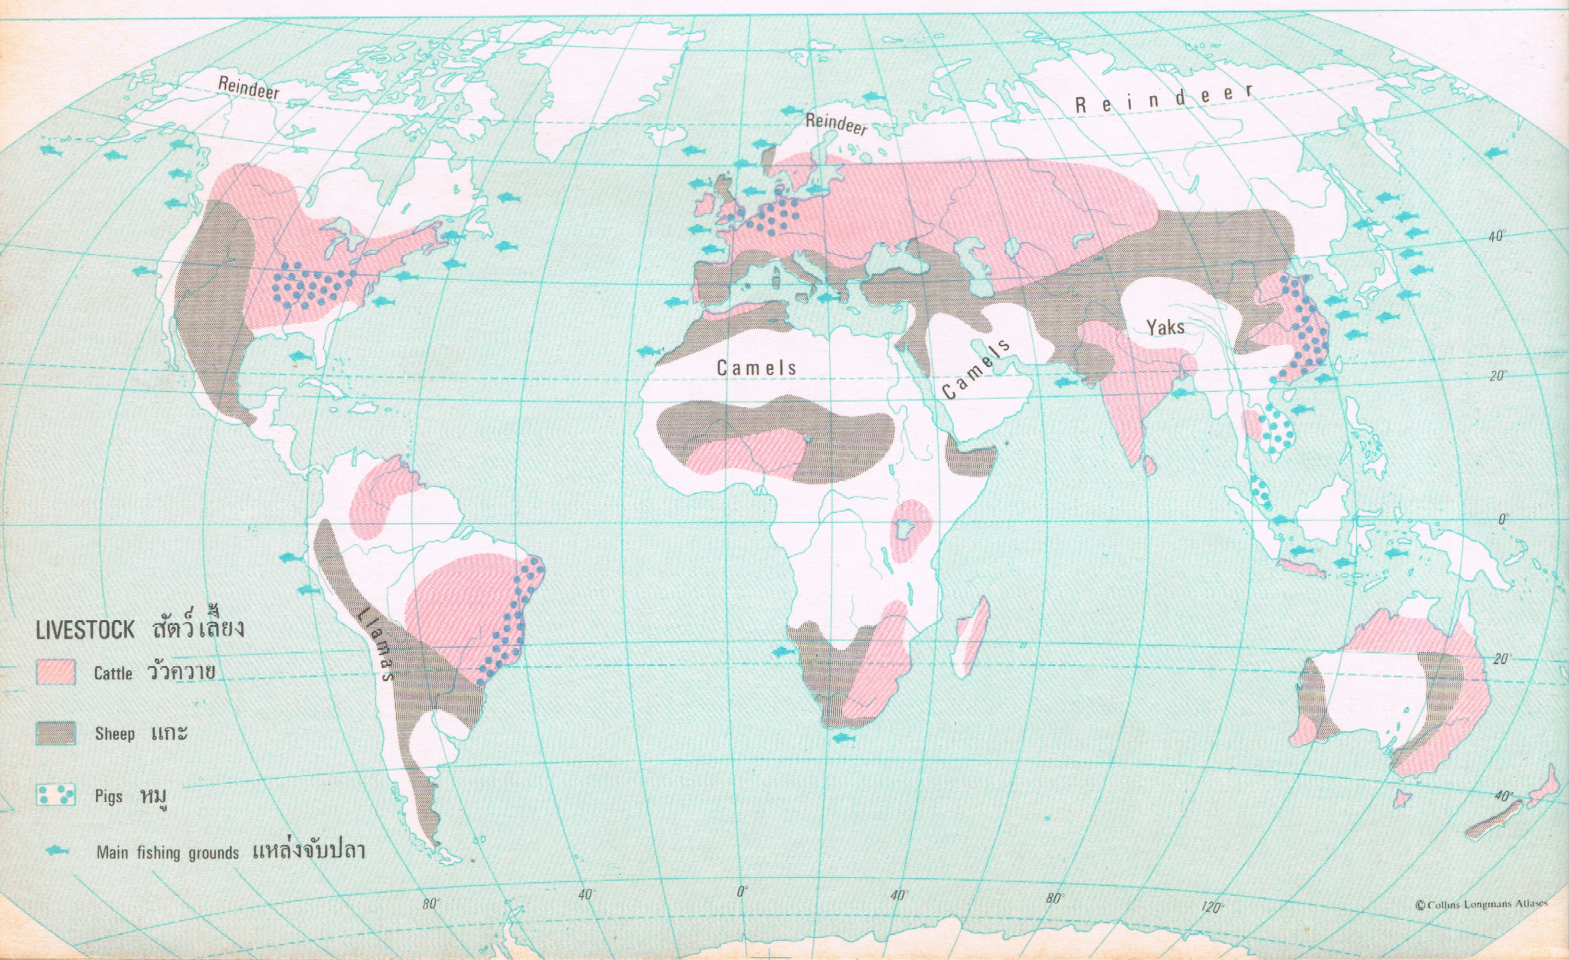 Reindeer
Reindeer
Reindeer
40°
Yaks
Camels
Camels
20°
0°
LIVESTOCK สัตว์เลี้ยง
Llamas
20°
Cattle วัวควาย
Sheep แกะ
Pigs หมู
40°
Main fishing grounds แหล่งจับปลา
80°
40°
0°
40°
80°
120°
© Collins Longmans Atlases